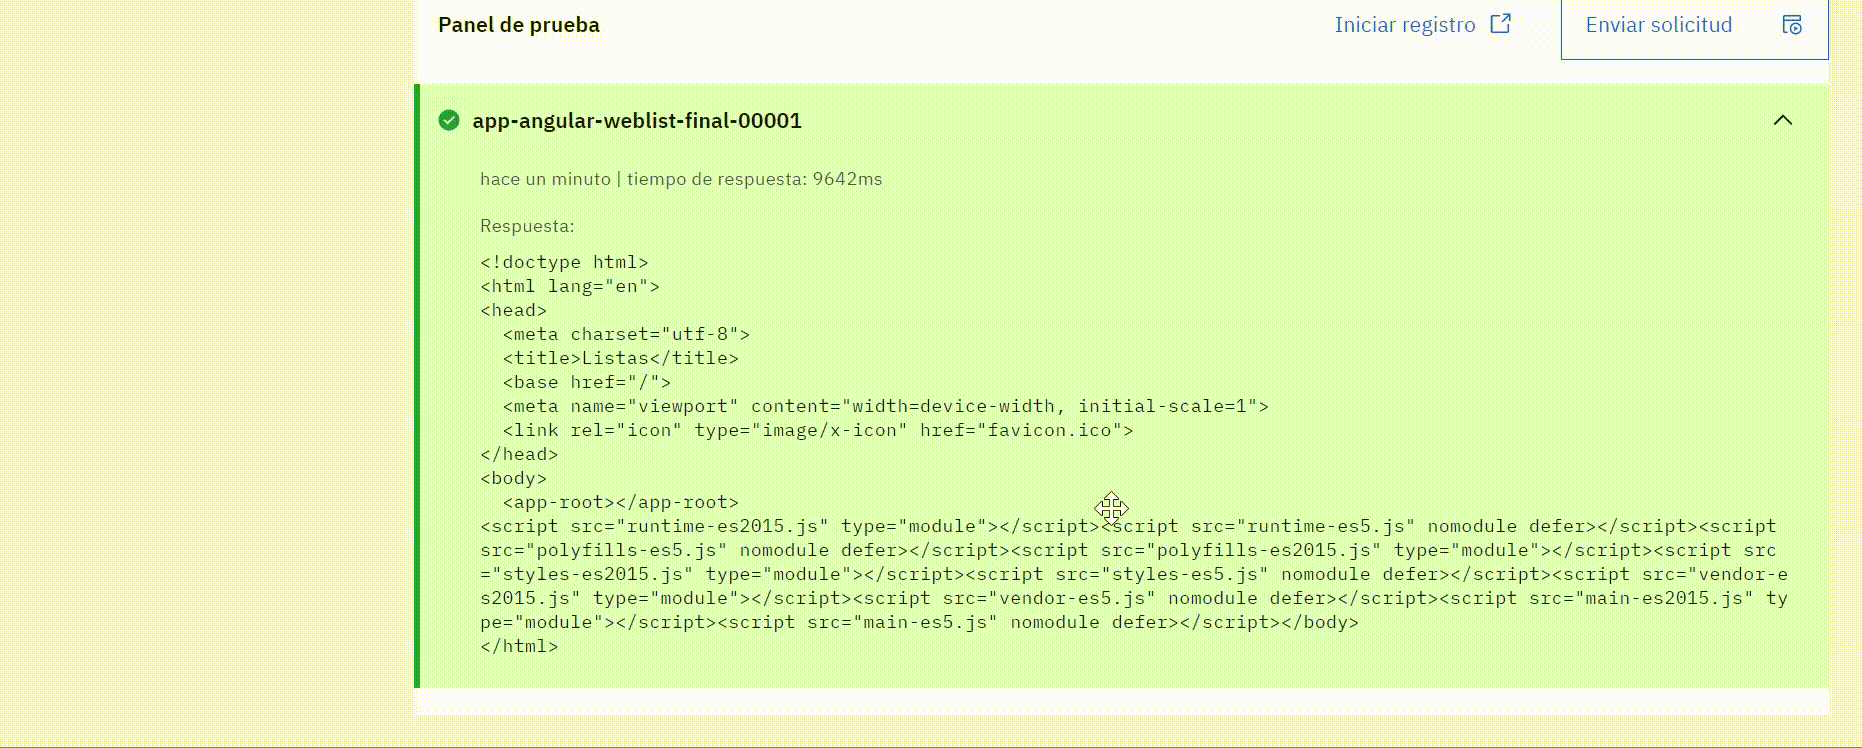 Panel de prueba
Iniciar registro
Enviar solicitud
app-angular-weblist-final-00001
hace un minuto | tiempo de respuesta: 9642ms
Respuesta:
<!doctype html>
<html lang="en">
<head>
  <meta charset="utf-8">
  <title>Listas</title>
  <base href="/">
  <meta name="viewport" content="width=device-width, initial-scale=1">
  <link rel="icon" type="image/x-icon" href="favicon.ico">
</head>
<body>
  <app-root></app-root>
<script src="runtime-es2015.js" type="module"></script><script src="runtime-es5.js" nomodule defer></script><script
src="polyfills-es5.js" nomodule defer></script><script src="polyfills-es2015.js" type="module"></script><script src
="styles-es2015.js" type="module"></script><script src="styles-es5.js" nomodule defer></script><script src="vendor-e
s2015.js" type="module"></script><script src="vendor-es5.js" nomodule defer></script><script src="main-es2015.js" ty
pe="module"></script><script src="main-es5.js" nomodule defer></script></body>
</html>